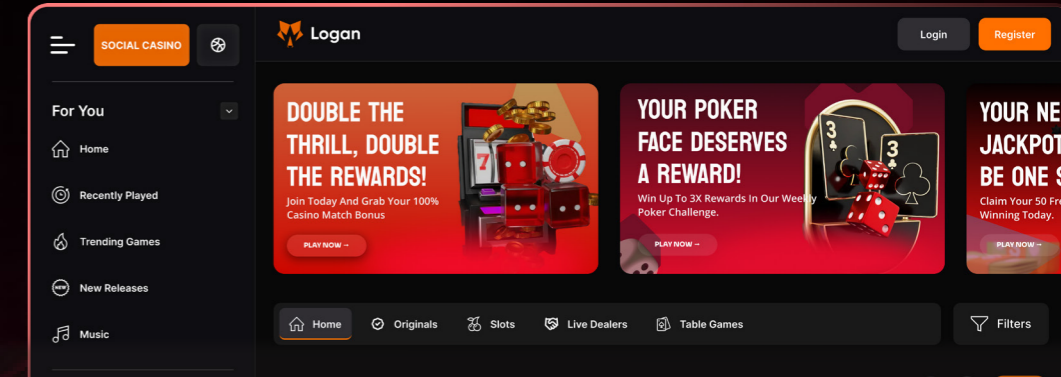 SOCIAL CASINO
Logan
Login
Register
For You
Home
Recently Played
Trending Games
NEW
New Releases
Music
DOUBLE THE
THRILL, DOUBLE
THE REWARDS!
Join Today And Grab Your 100%
Casino Match Bonus
PLAY NOW→
7
YOUR POKER
FACE DESERVES
A REWARD!
Win Up To 3X Rewards In Our Weekly
Poker Challenge.
PLAY NOW→
3
3
YOUR NE
JACKPOT
BE ONE S
Claim Your 50 Fre
Winning Today.
PLAY NOW→
Home
Originals
Slots
Live Dealers
Table Games
Filters